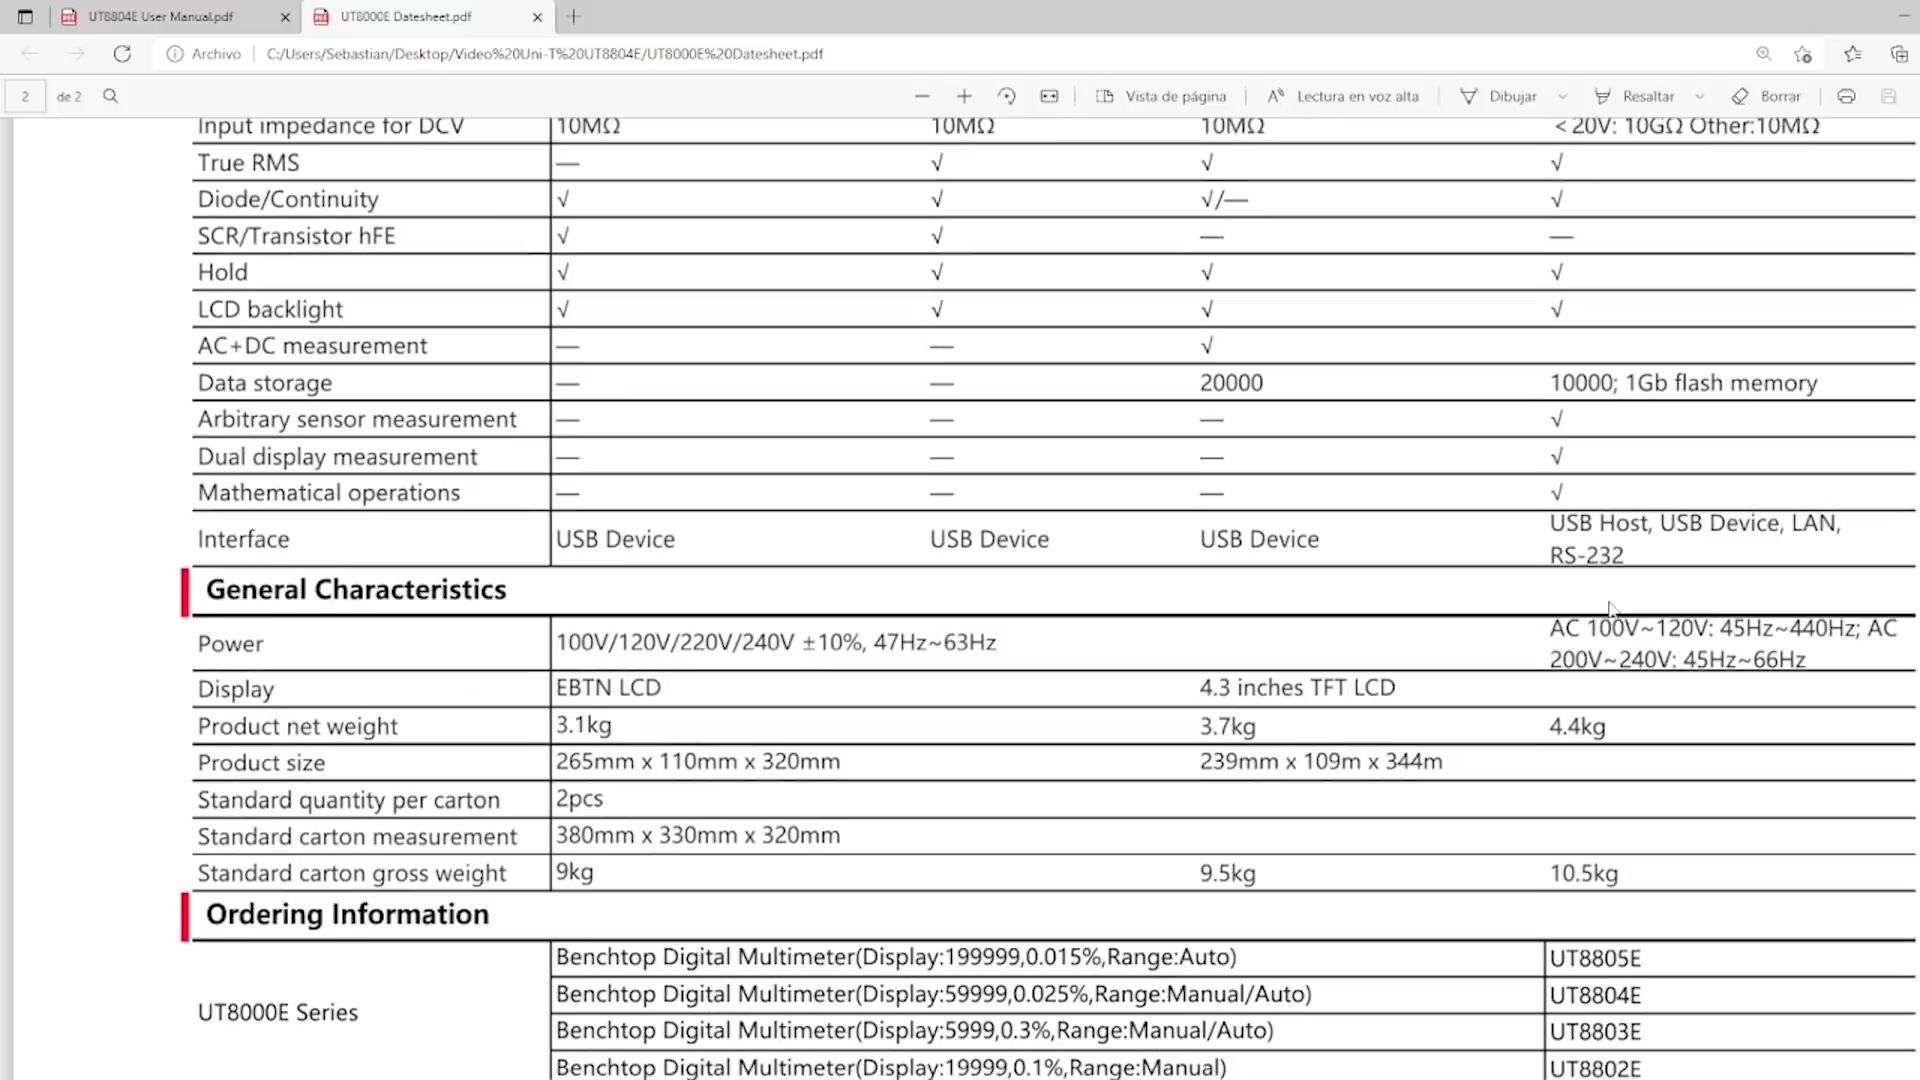 UT8804E User Manual.pdf
UT8000E Datesheet.pdf
Archivo C:/Users/Sebastian/Desktop/Video%20Uni-T%20UT8804E/UT8000E%20Datesheet.pdf
2 de 2 Vista de página Lectura en voz alta Dibujar Resaltar Borrar
Input impedance for DCV 10MΩ 10MΩ 10MΩ <20V: 10GΩ Other:10MΩ
True RMS — √ √ √
Diode/Continuity √ √ √/— √
SCR/Transistor hFE √ √ — —
Hold √ √ √ √
LCD backlight √ √ √ √
AC+DC measurement — — √
Data storage — — 20000 10000; 1Gb flash memory
Arbitrary sensor measurement — — — √
Dual display measurement — — — √
Mathematical operations — — — √
Interface USB Device USB Device USB Device USB Host, USB Device, LAN,
RS-232
General Characteristics
Power 100V/120V/220V/240V ±10%, 47Hz~63Hz AC 100V~120V: 45Hz~440Hz; AC
200V~240V: 45Hz~66Hz
Display EBTN LCD 4.3 inches TFT LCD
Product net weight 3.1kg 3.7kg 4.4kg
Product size 265mm x 110mm x 320mm 239mm x 109m x 344m
Standard quantity per carton 2pcs
Standard carton measurement 380mm x 330mm x 320mm
Standard carton gross weight 9kg 9.5kg 10.5kg
Ordering Information
UT8000E Series
Benchtop Digital Multimeter(Display:199999,0.015%,Range:Auto) UT8805E
Benchtop Digital Multimeter(Display:59999,0.025%,Range:Manual/Auto) UT8804E
Benchtop Digital Multimeter(Display:5999,0.3%,Range:Manual/Auto) UT8803E
Benchtop Digital Multimeter(Display:19999,0.1%,Range:Manual) UT8802E